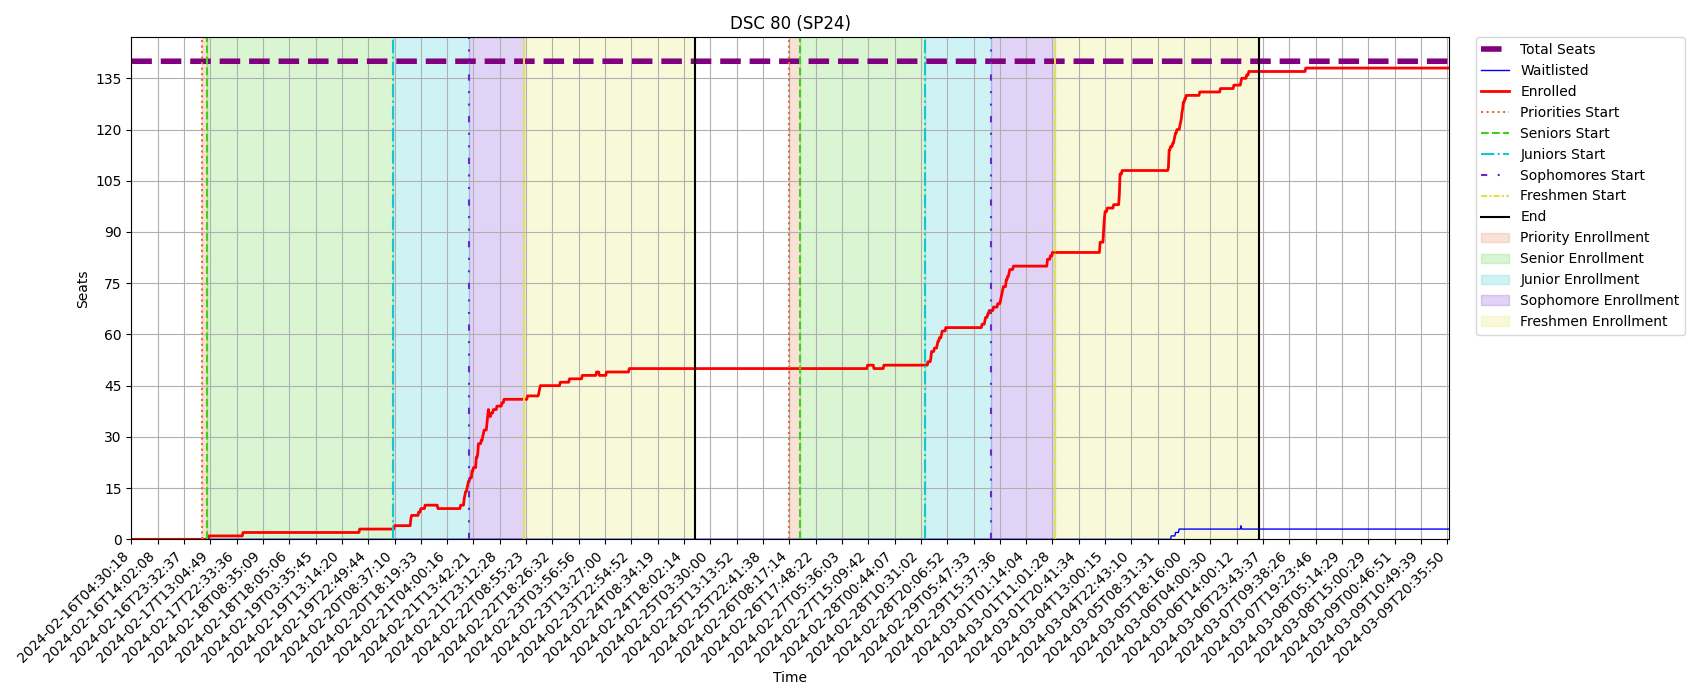 DSC 80 (SP24)
Seats
135
120
105
90
75
60
45
30
15
0
2024-02-16T04:30:18
2024-02-16T14:02:08
2024-02-16T23:32:37
2024-02-17T13:04:49
2024-02-17T22:33:36
2024-02-18T08:35:09
2024-02-18T18:05:06
2024-02-19T03:35:45
2024-02-19T13:14:20
2024-02-19T22:49:44
2024-02-20T08:37:10
2024-02-20T18:19:33
2024-02-21T04:00:16
2024-02-21T13:42:21
2024-02-21T23:12:28
2024-02-22T08:55:23
2024-02-22T18:26:32
2024-02-23T03:56:56
2024-02-23T13:27:00
2024-02-23T22:54:52
2024-02-24T08:34:19
2024-02-24T18:02:14
2024-02-25T03:30:00
2024-02-25T13:13:52
2024-02-25T22:41:38
2024-02-26T08:17:14
2024-02-26T17:48:22
2024-02-27T05:36:03
2024-02-27T15:09:42
2024-02-28T00:44:07
2024-02-28T10:31:02
2024-02-28T20:06:52
2024-02-29T05:47:33
2024-02-29T15:37:36
2024-03-01T01:14:04
2024-03-01T11:01:28
2024-03-01T20:41:34
2024-03-04T13:00:15
2024-03-04T22:43:10
2024-03-05T08:31:31
2024-03-05T18:16:00
2024-03-06T04:00:30
2024-03-06T14:00:12
2024-03-06T23:43:37
2024-03-07T09:38:26
2024-03-07T19:23:46
2024-03-08T05:14:29
2024-03-08T15:00:29
2024-03-09T00:46:51
2024-03-09T10:49:39
2024-03-09T20:35:50
Time
Total Seats
Waitlisted
Enrolled
Priorities Start
Seniors Start
Juniors Start
Sophomores Start
Freshmen Start
End
Priority Enrollment
Senior Enrollment
Junior Enrollment
Sophomore Enrollment
Freshmen Enrollment